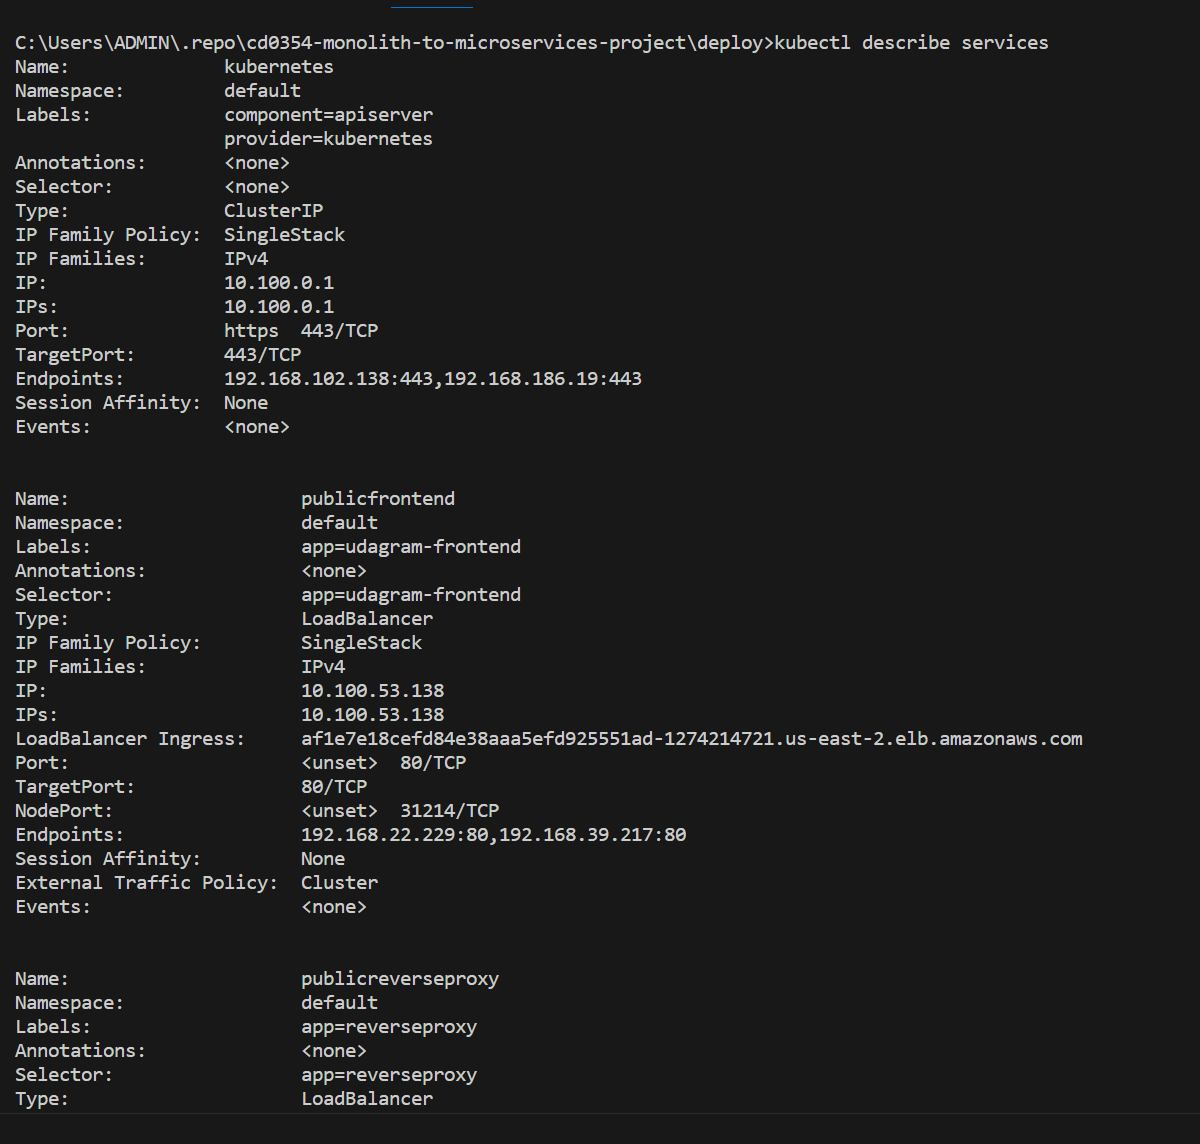 C:\Users\ADMIN\.repo\cd0354-monolith-to-microservices-project\deploy>kubectl describe services
Name:              kubernetes
Namespace:         default
Labels:            component=apiserver
                   provider=kubernetes
Annotations:       <none>
Selector:          <none>
Type:              ClusterIP
IP Family Policy:  SingleStack
IP Families:       IPv4
IP:                10.100.0.1
IPs:               10.100.0.1
Port:              https  443/TCP
TargetPort:        443/TCP
Endpoints:         192.168.102.138:443,192.168.186.19:443
Session Affinity:  None
Events:            <none>

Name:                     publicfrontend
Namespace:                default
Labels:                   app=udagram-frontend
Annotations:              <none>
Selector:                 app=udagram-frontend
Type:                     LoadBalancer
IP Family Policy:         SingleStack
IP Families:              IPv4
IP:                       10.100.53.138
IPs:                      10.100.53.138
LoadBalancer Ingress:     af1e7e18cefd84e38aaa5efd925551ad-1274214721.us-east-2.elb.amazonaws.com
Port:                     <unset>  80/TCP
TargetPort:               80/TCP
NodePort:                 <unset>  31214/TCP
Endpoints:                192.168.22.229:80,192.168.39.217:80
Session Affinity:         None
External Traffic Policy:  Cluster
Events:                   <none>

Name:                     publicreverseproxy
Namespace:                default
Labels:                   app=reverseproxy
Annotations:              <none>
Selector:                 app=reverseproxy
Type:                     LoadBalancer